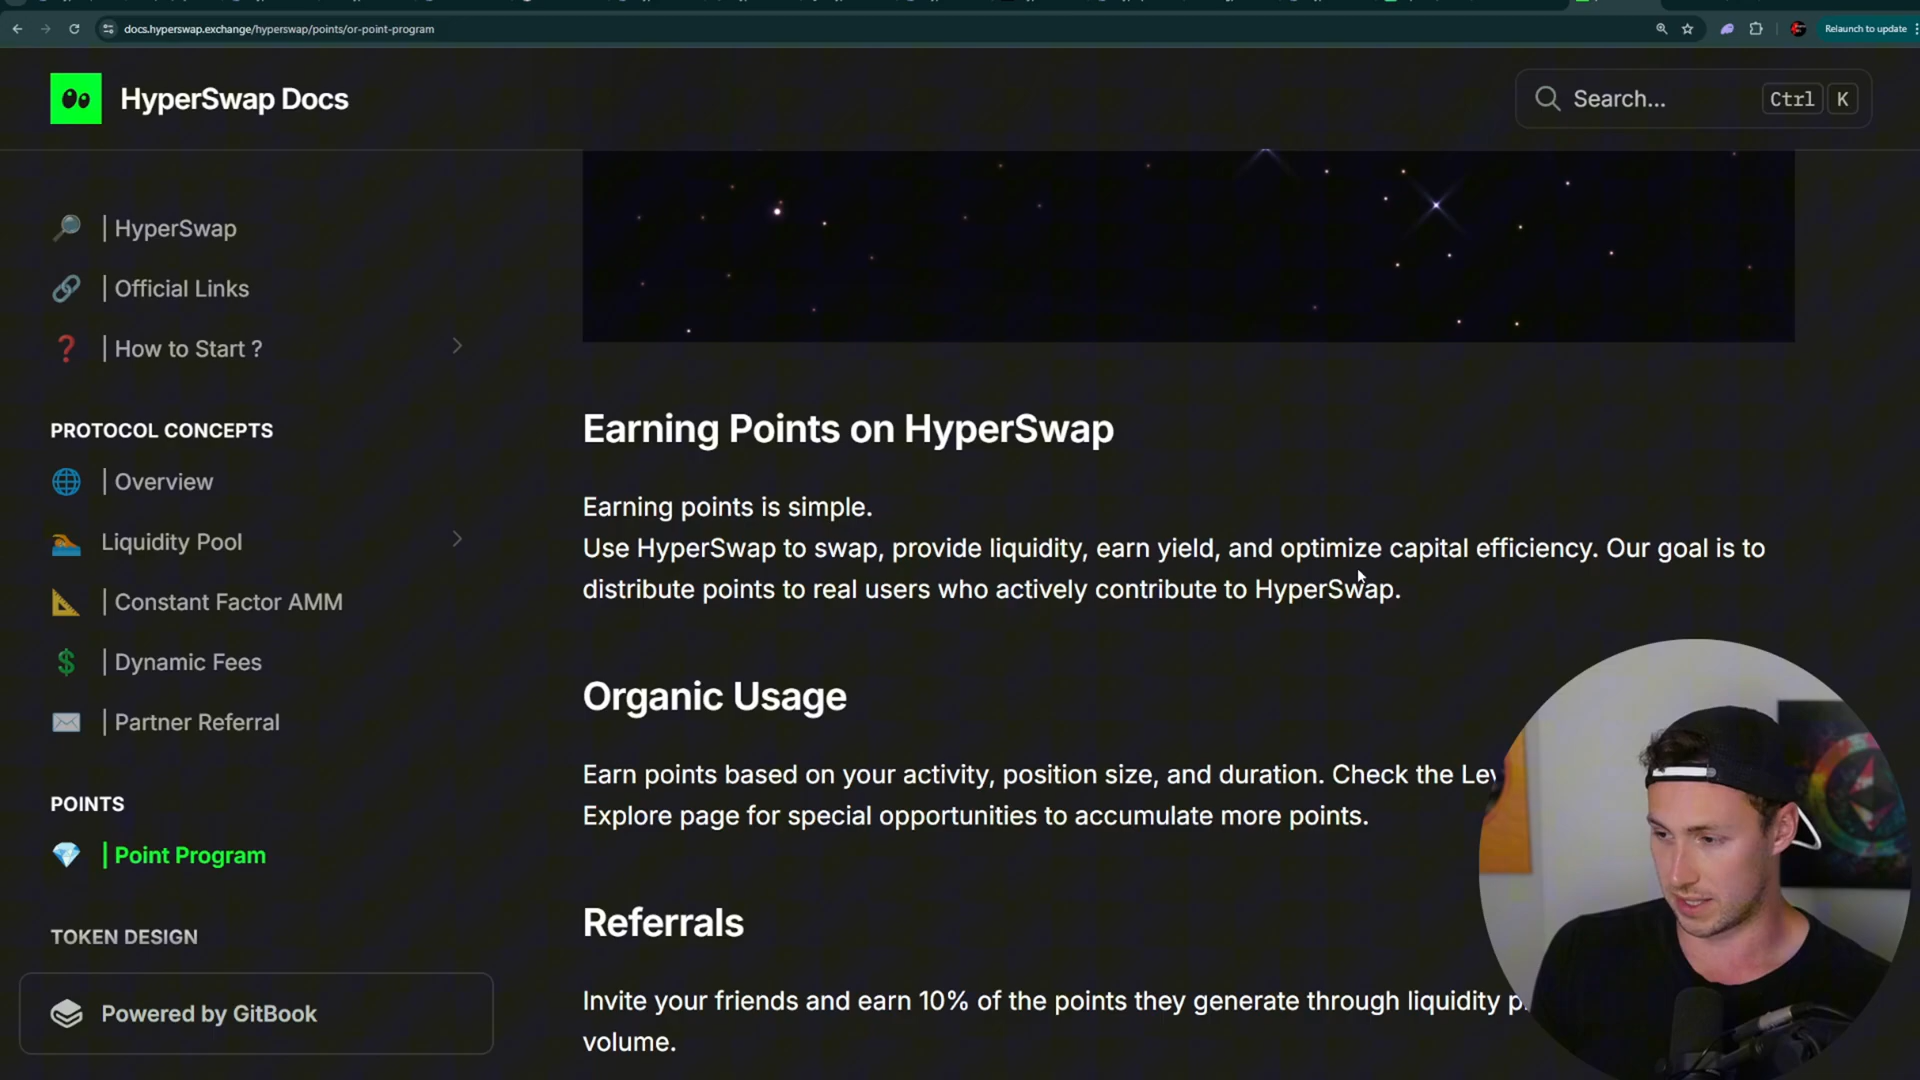 docs.hyperswap.exchange/hyperswap/points/or-point-program
Relaunch to update
HyperSwap Docs
Search...
Ctrl
K
| HyperSwap
| Official Links
| How to Start ?
PROTOCOL CONCEPTS
| Overview
Liquidity Pool
| Constant Factor AMM
| Dynamic Fees
| Partner Referral
POINTS
| Point Program
TOKEN DESIGN
Powered by GitBook
Earning Points on HyperSwap
Earning points is simple.
Use HyperSwap to swap, provide liquidity, earn yield, and optimize capital efficiency. Our goal is to
distribute points to real users who actively contribute to HyperSwap.
Organic Usage
Earn points based on your activity, position size, and duration. Check the
Explore page for special opportunities to accumulate more points.
Referrals
Invite your friends and earn 10% of the points they generate through liquidity
volume.